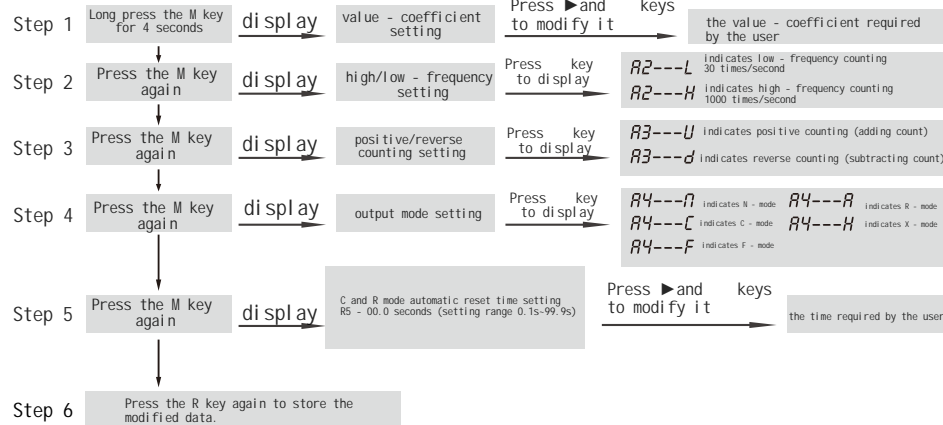 Step 1
Long press the M key
for 4 seconds
display
value - coefficient
setting
Press ▶and keys
to modify it
the value - coefficient required
by the user
Step 2
Press the M key
again
display
high/low - frequency
setting
Press key
to display
A2---L indicates low - frequency counting
30 times/second
A2---H indicates high - frequency counting
1000 times/second
Step 3
Press the M key
again
display
positive/reverse
counting setting
Press key
to display
A3---U indicates positive counting (adding count)
A3---d indicates reverse counting (subtracting count)
Step 4
Press the M key
again
display
output mode setting
Press key
to display
A4---N indicates N - mode A4---R indicates R - mode
A4---C indicates C - mode A4---H indicates X - mode
A4---F indicates F - mode
Step 5
Press the M key
again
display
C and R mode automatic reset time setting
R5 - 00.0 seconds (setting range 0.1s~99.9s)
Press ▶and keys
to modify it
the time required by the user
Step 6
Press the R key again to store the
modified data.